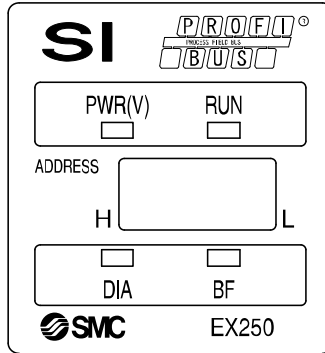 SI PROFI
PROCESS FIELD BUS
BUS
PWR(V) RUN
ADDRESS
H L
DIA BF
SMC EX250